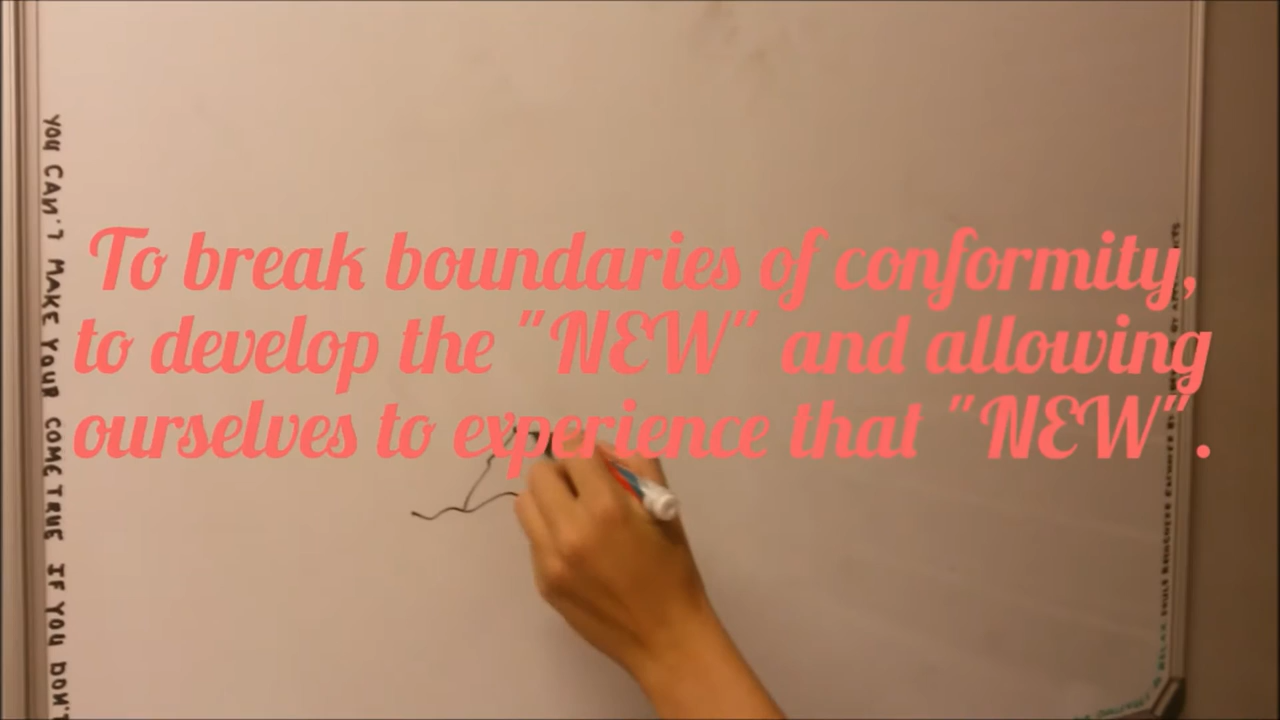 To break boundaries of conformity,
to develop the "NEW" and allowing
ourselves to experience that "NEW".
YOU CAN'T MAKE YOUR COME TRUE IF YOU DON'T